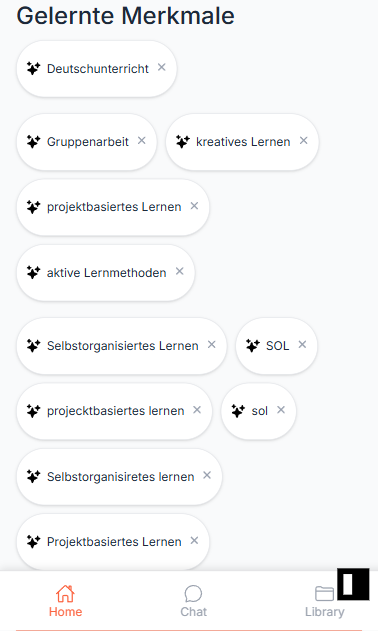 Gelernte Merkmale
Deutschunterricht ×
Gruppenarbeit × kreatives Lernen ×
projektbasiertes Lernen ×
aktive Lernmethoden ×
Selbstorganisiertes Lernen × SOL ×
projecktbasiertes lernen × sol ×
Selbstorganisiretes lernen ×
Projektbasiertes Lernen ×
Home Chat Library